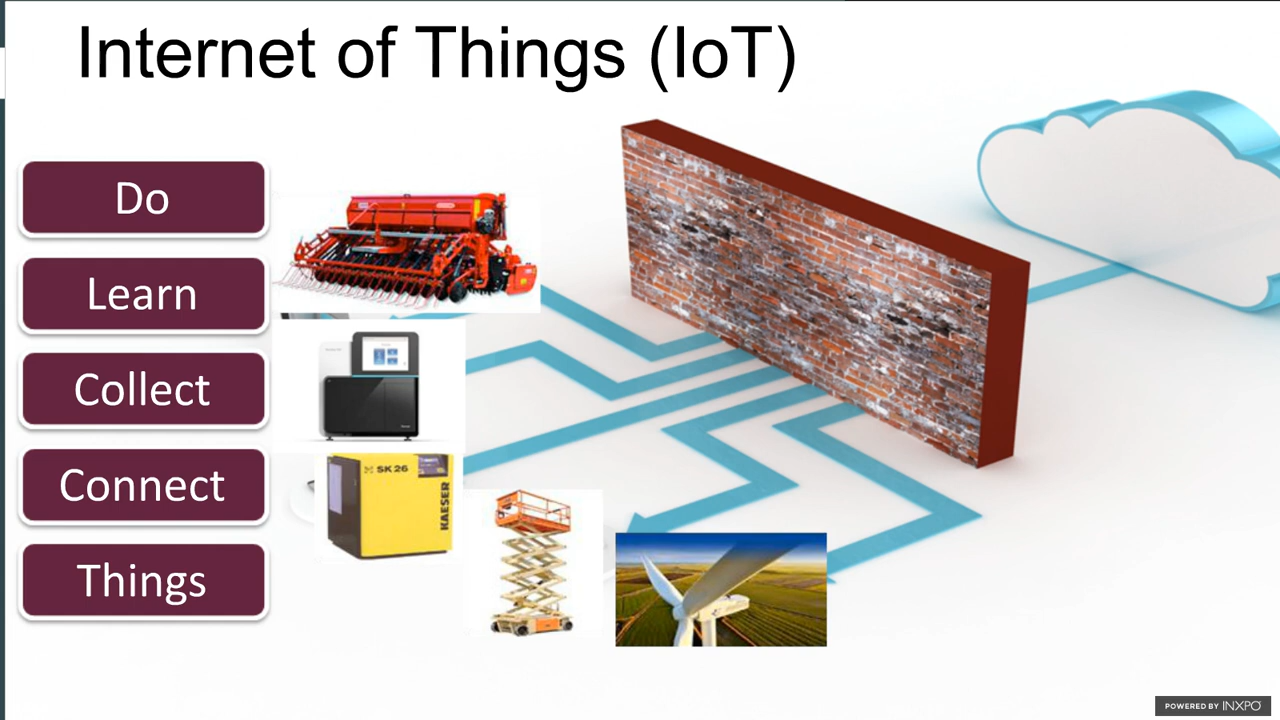 Internet of Things (IoT)
Do
Learn
Collect
Connect
Things
SK 26
KAESER
POWERED BY INXPO